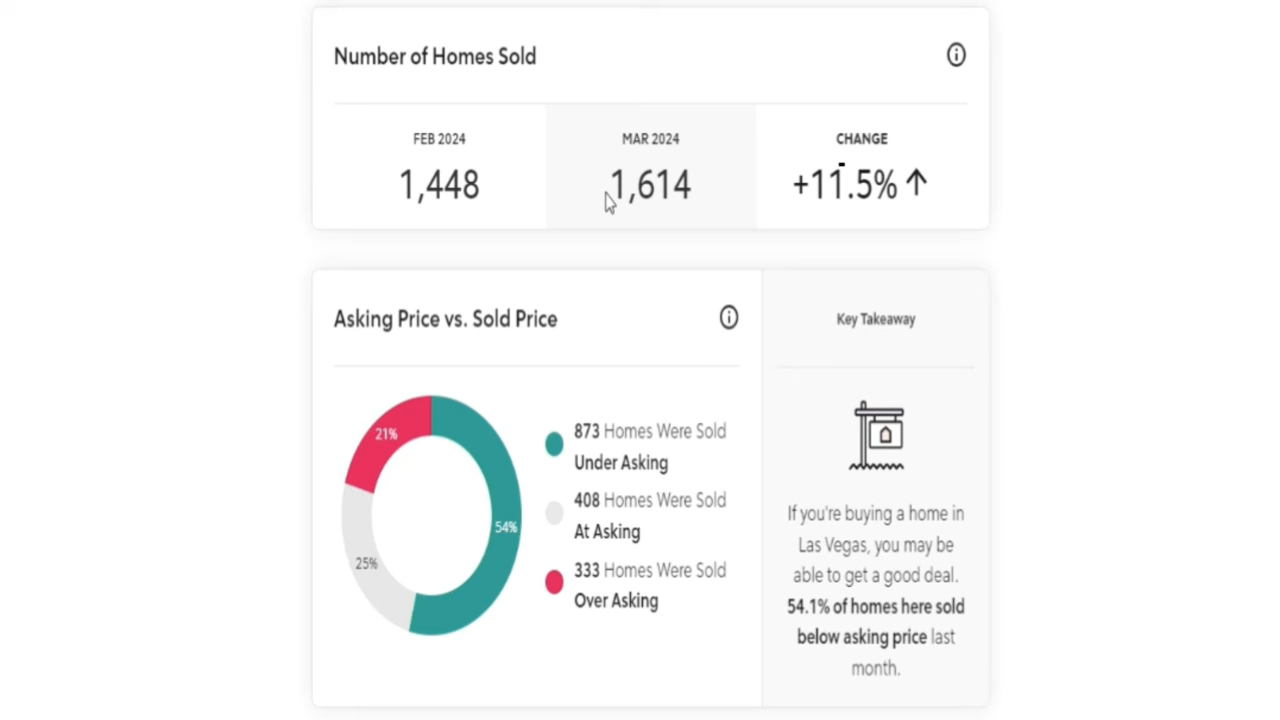 Number of Homes Sold
FEB 2024
MAR 2024
CHANGE
1,448
1,614
+11.5%
Asking Price vs. Sold Price
21%
54%
25%
873 Homes Were Sold
Under Asking
408 Homes Were Sold
At Asking
333 Homes Were Sold
Over Asking
Key Takeaway
If you're buying a home in
Las Vegas, you may be
able to get a good deal.
54.1% of homes here sold
below asking price last
month.